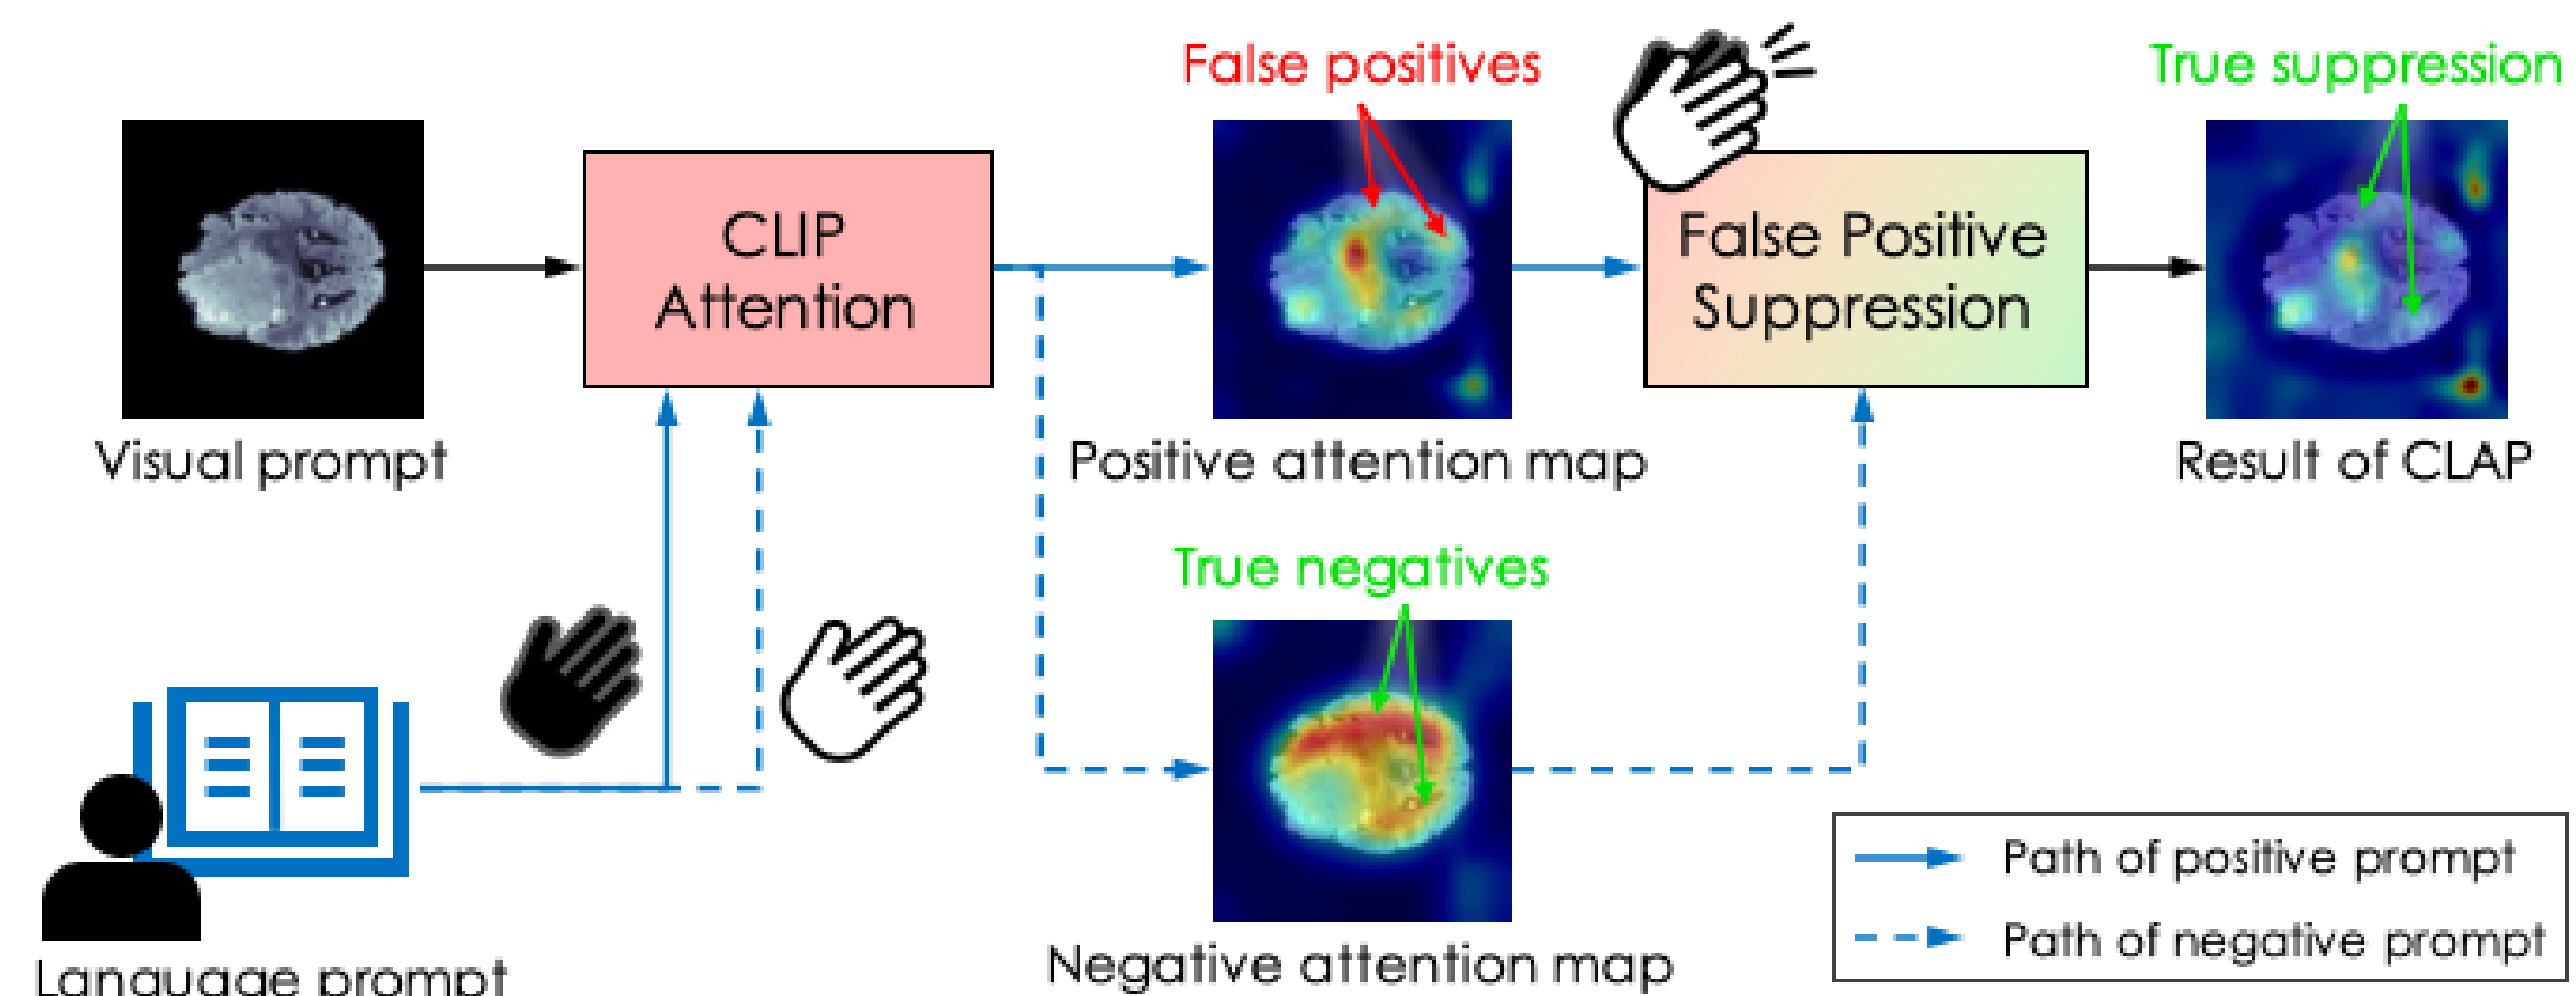 False positives
True suppression
CLIP
Attention
False Positive
Suppression
Visual prompt
Positive attention map
Result of CLAP
True negatives
Path of positive prompt
Path of negative prompt
Negative attention map
Language prompt